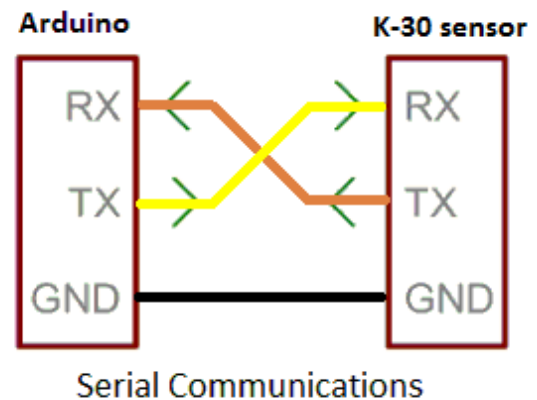 Arduino
K-30 sensor
RX
RX
TX
TX
GND
GND
Serial Communications